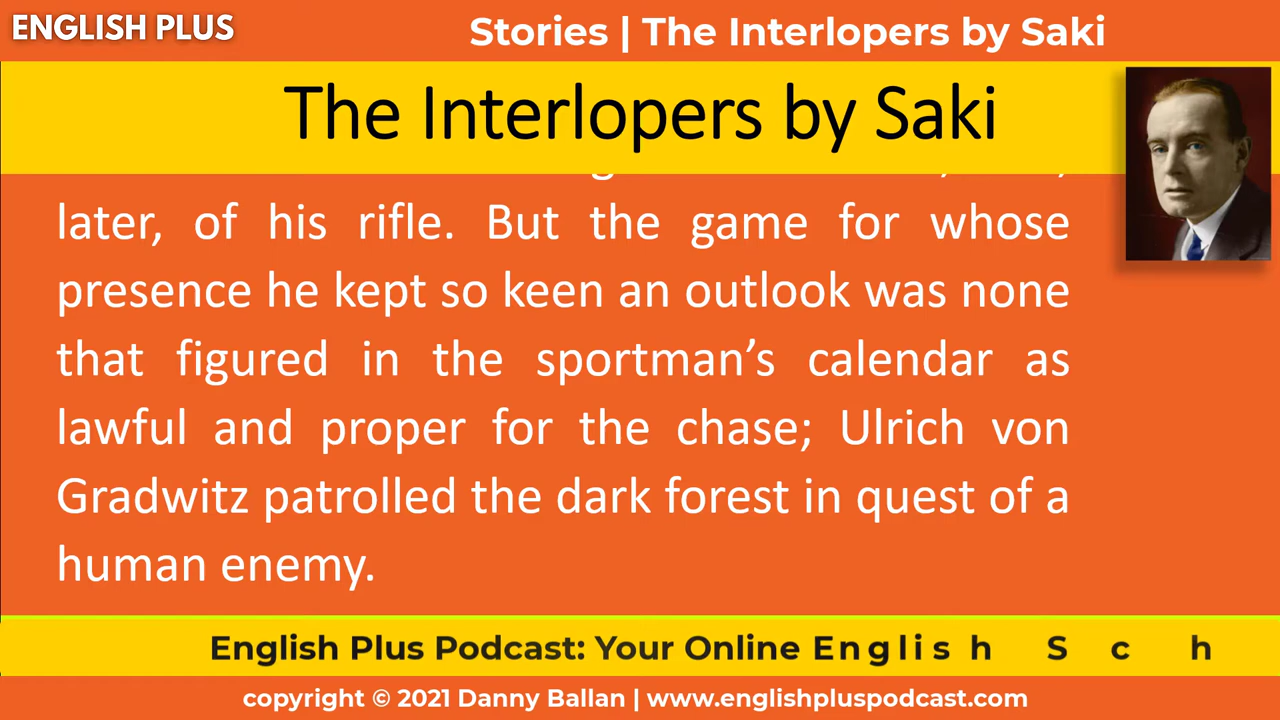 ENGLISH PLUS
Stories | The Interlopers by Saki
The Interlopers by Saki
later, of his rifle. But the game for whose
presence he kept so keen an outlook was none
that figured in the sportman’s calendar as
lawful and proper for the chase; Ulrich von
Gradwitz patrolled the dark forest in quest of a
human enemy.
English Plus Podcast: Your Online English S c h
copyright © 2021 Danny Ballan | www.englishpluspodcast.com